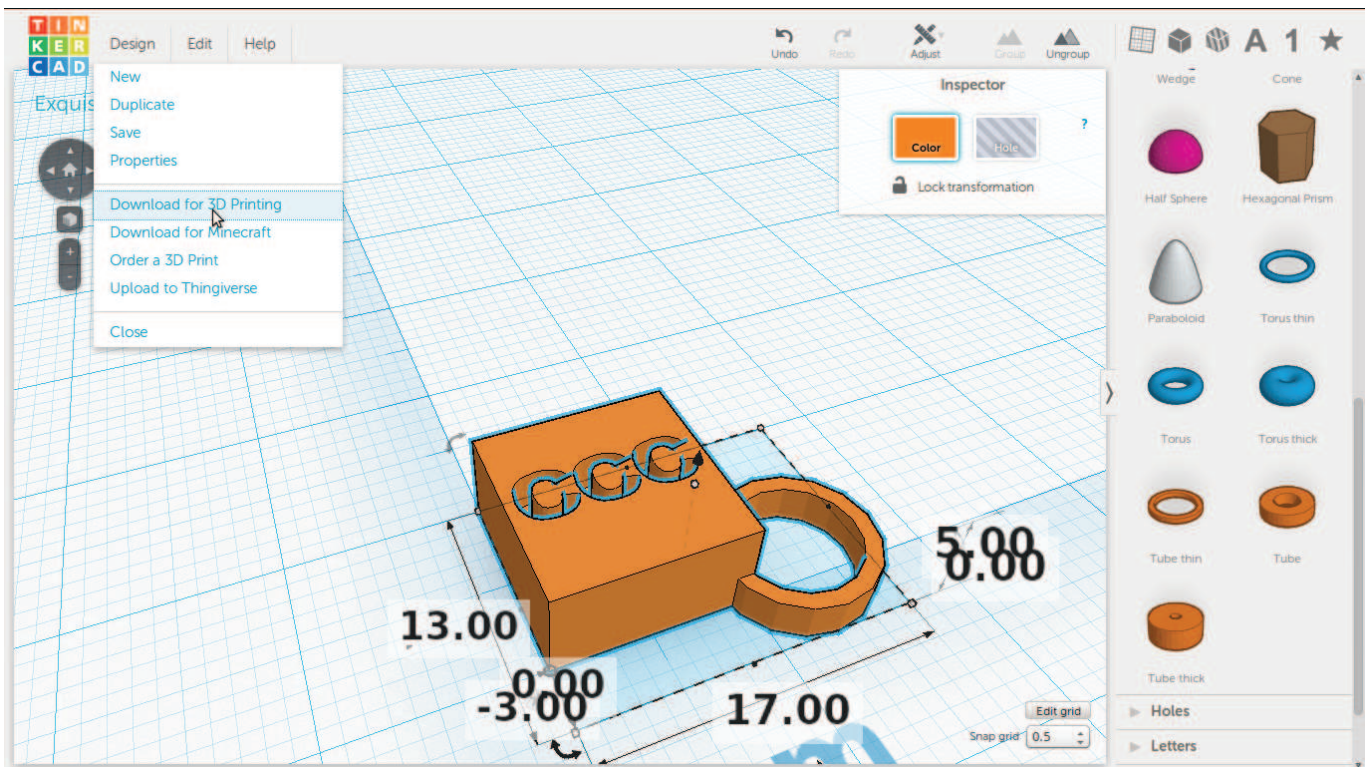 TIN
KER
CAD
Design Edit Help
Undo Redo Adjust Group Ungroup
A 1
New
Duplicate
Save
Properties
Download for 3D Printing
Download for Minecraft
Order a 3D Print
Upload to Thingiverse
Close
Exquis
Inspector
Color Hole
?
Lock transformation
Wedge Cone
Half Sphere Hexagonal Prism
Paraboloid Torus thin
Torus Torus thick
Tube thin Tube
Tube thick
Holes
Letters
CCC
5.00
0.00
13.00
0.00
-3.00
17.00
Edit grid
Snap grid 0.5